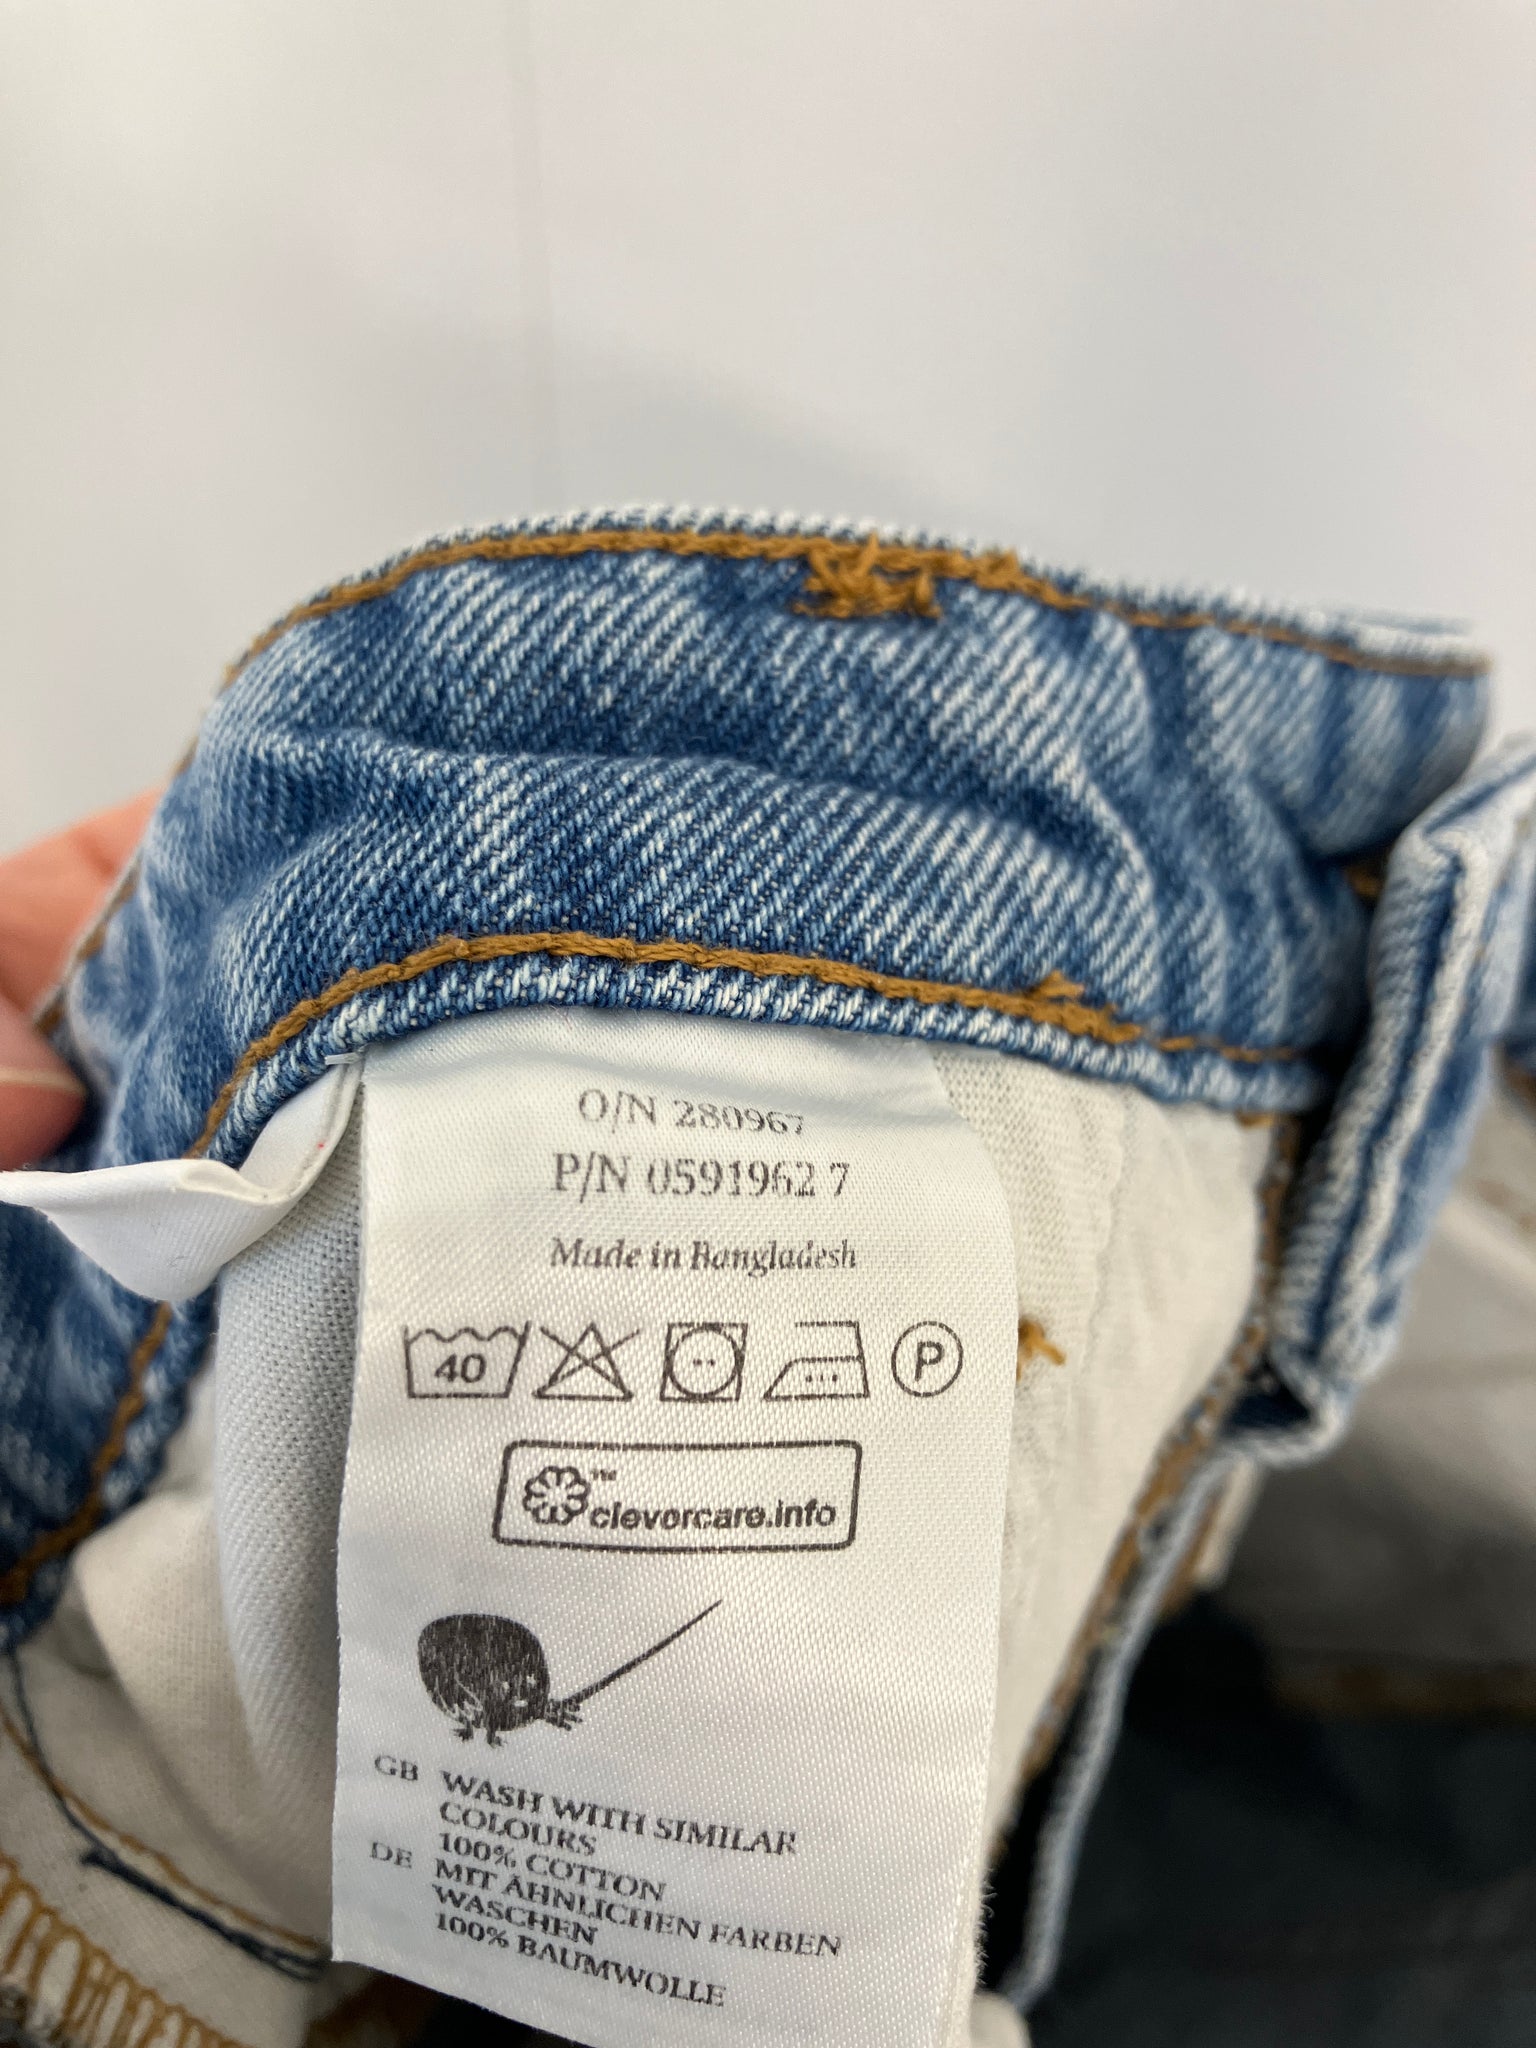 O/N 280967
P/N 0591962 7
Made in Bangladesh
40 P
™ clevercare.info
GB WASH WITH SIMILAR
COLOURS
100% COTTON
DE MIT ÄHNLICHEN FARBEN
WASCHEN
100% BAUMWOLLE